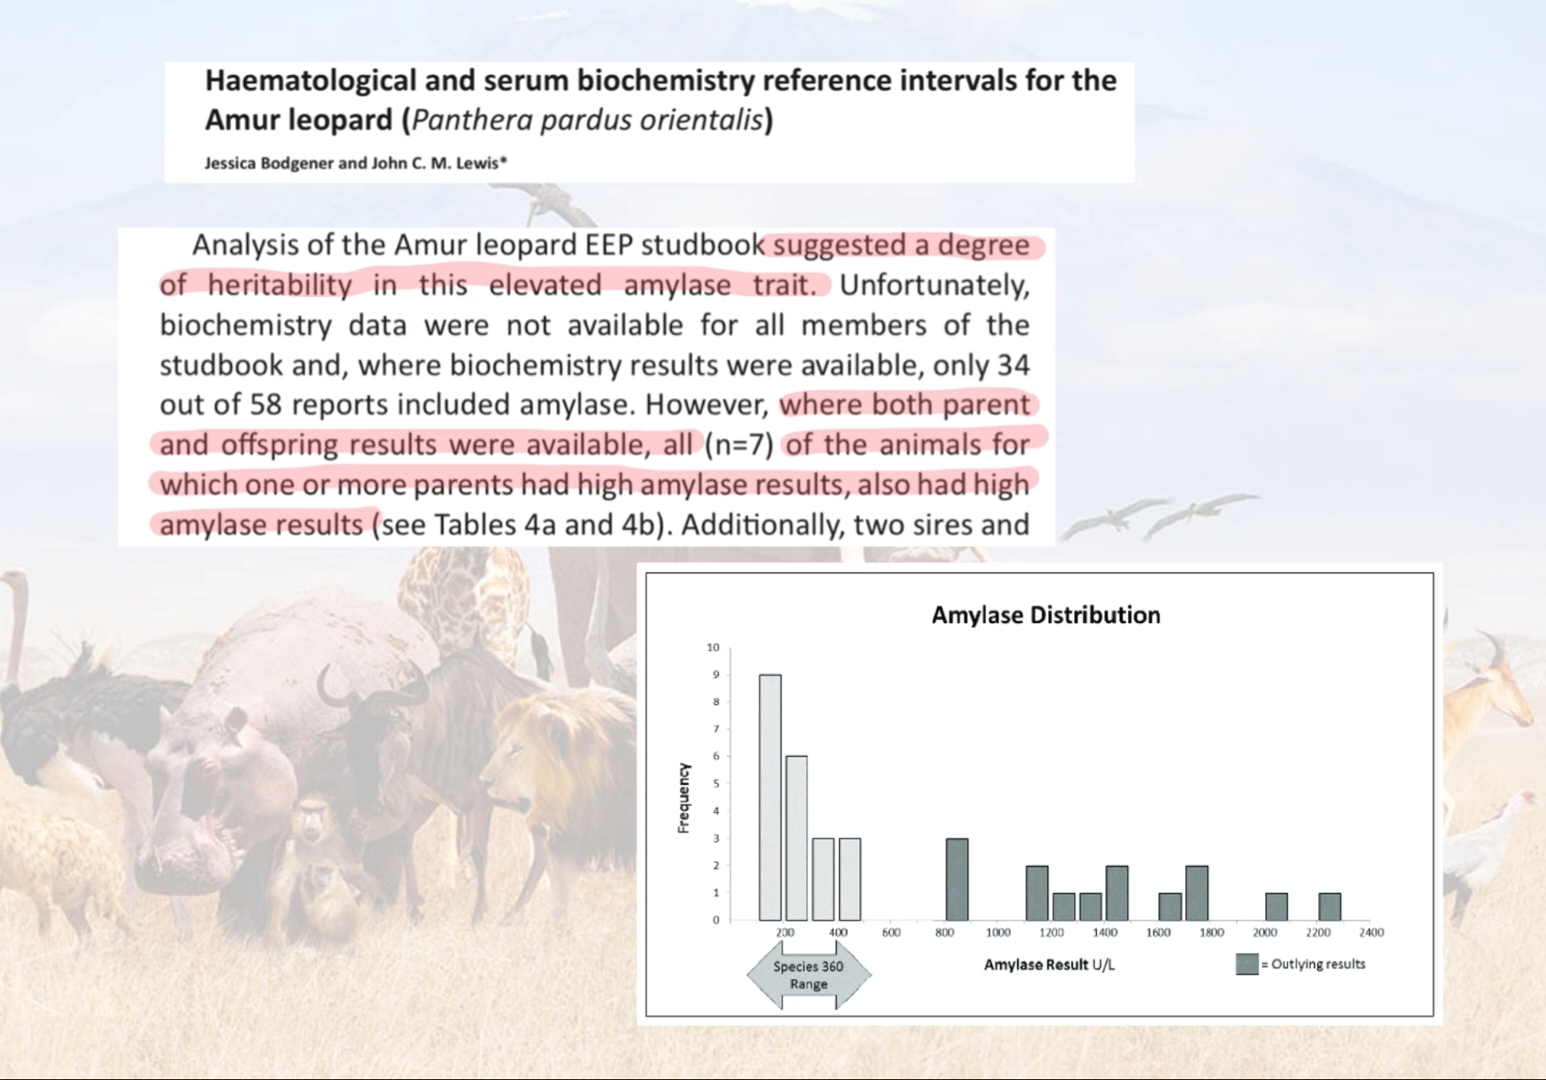 Haematological and serum biochemistry reference intervals for the
Amur leopard (Panthera pardus orientalis)
Jessica Bodgener and John C. M. Lewis*
Analysis of the Amur leopard EEP studbook suggested a degree
of heritability in this elevated amylase trait. Unfortunately,
biochemistry data were not available for all members of the
studbook and, where biochemistry results were available, only 34
out of 58 reports included amylase. However, where both parent
and offspring results were available, all (n=7) of the animals for
which one or more parents had high amylase results, also had high
amylase results (see Tables 4a and 4b). Additionally, two sires and
Amylase Distribution
10
9
8
7
6
5
4
3
2
1
0
Frequency
200 400 600 800 1000 1200 1400 1600 1800 2000 2200 2400
Species 360
Range
Amylase Result U/L
= Outlying results